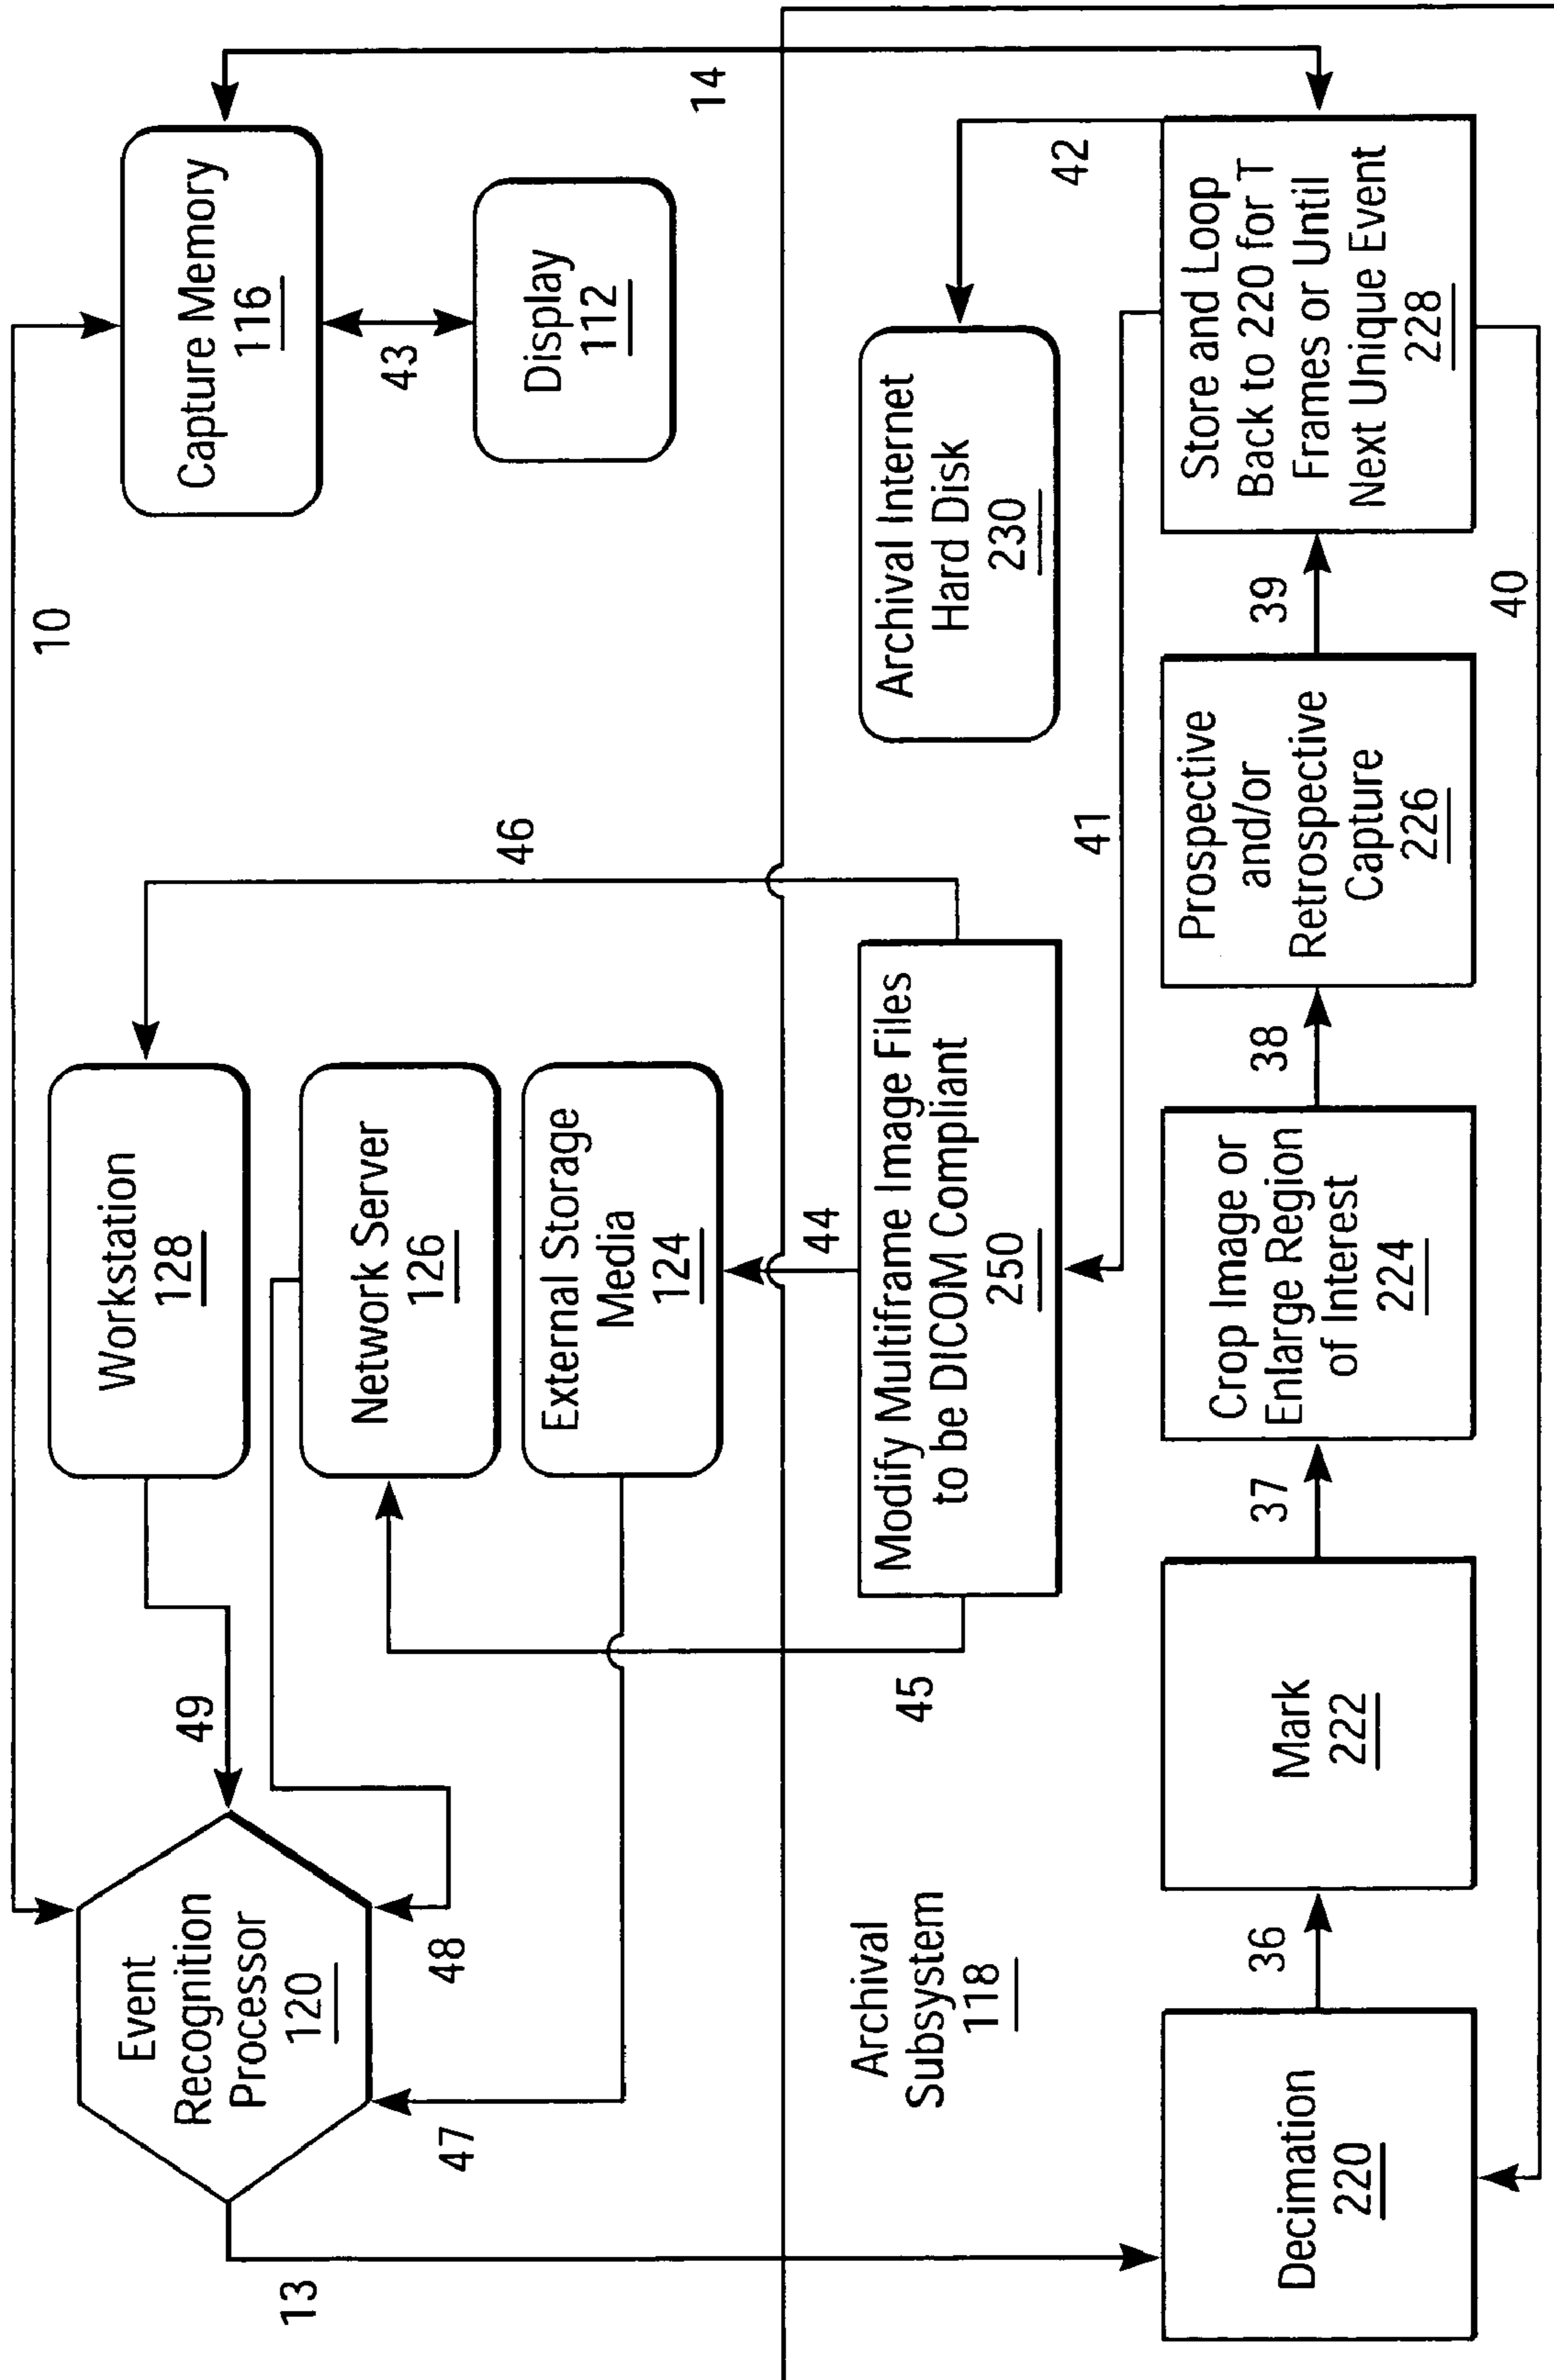 10
Event
Recognition
Processor
120
49
Workstation
128
46
Capture Memory
116
43
Display
112
14
48
47
13
Network Server
126
External Storage
Media
124
44
45
Archival
Subsystem
118
Modify Multiframe Image Files
to be DICOM Compliant
250
41
Archival Internet
Hard Disk
230
42
Decimation
220
36
Mark
222
37
Crop Image or
Enlarge Region
of Interest
224
38
Prospective
and/or
Retrospective
Capture
226
39
Store and Loop
Back to 220 for T
Frames or Until
Next Unique Event
228
40